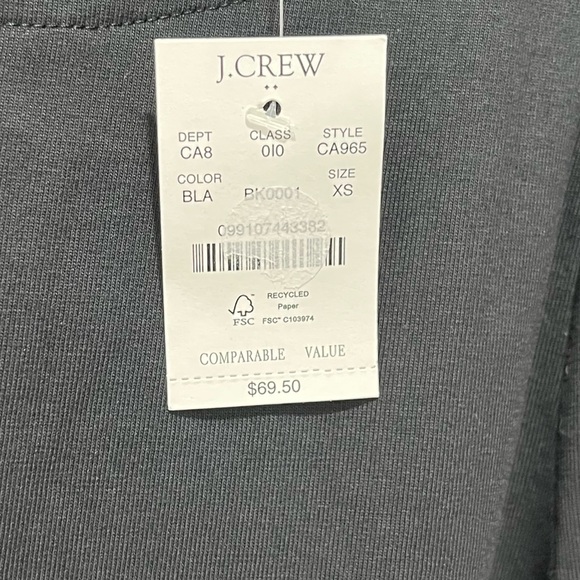 J.CREW
DEPT CLASS STYLE
CA8 0I0 CA965
COLOR SIZE
BLA BK0001 XS
099107443382
RECYCLED
Paper
FSC FSC® C103974
COMPARABLE VALUE
$69.50